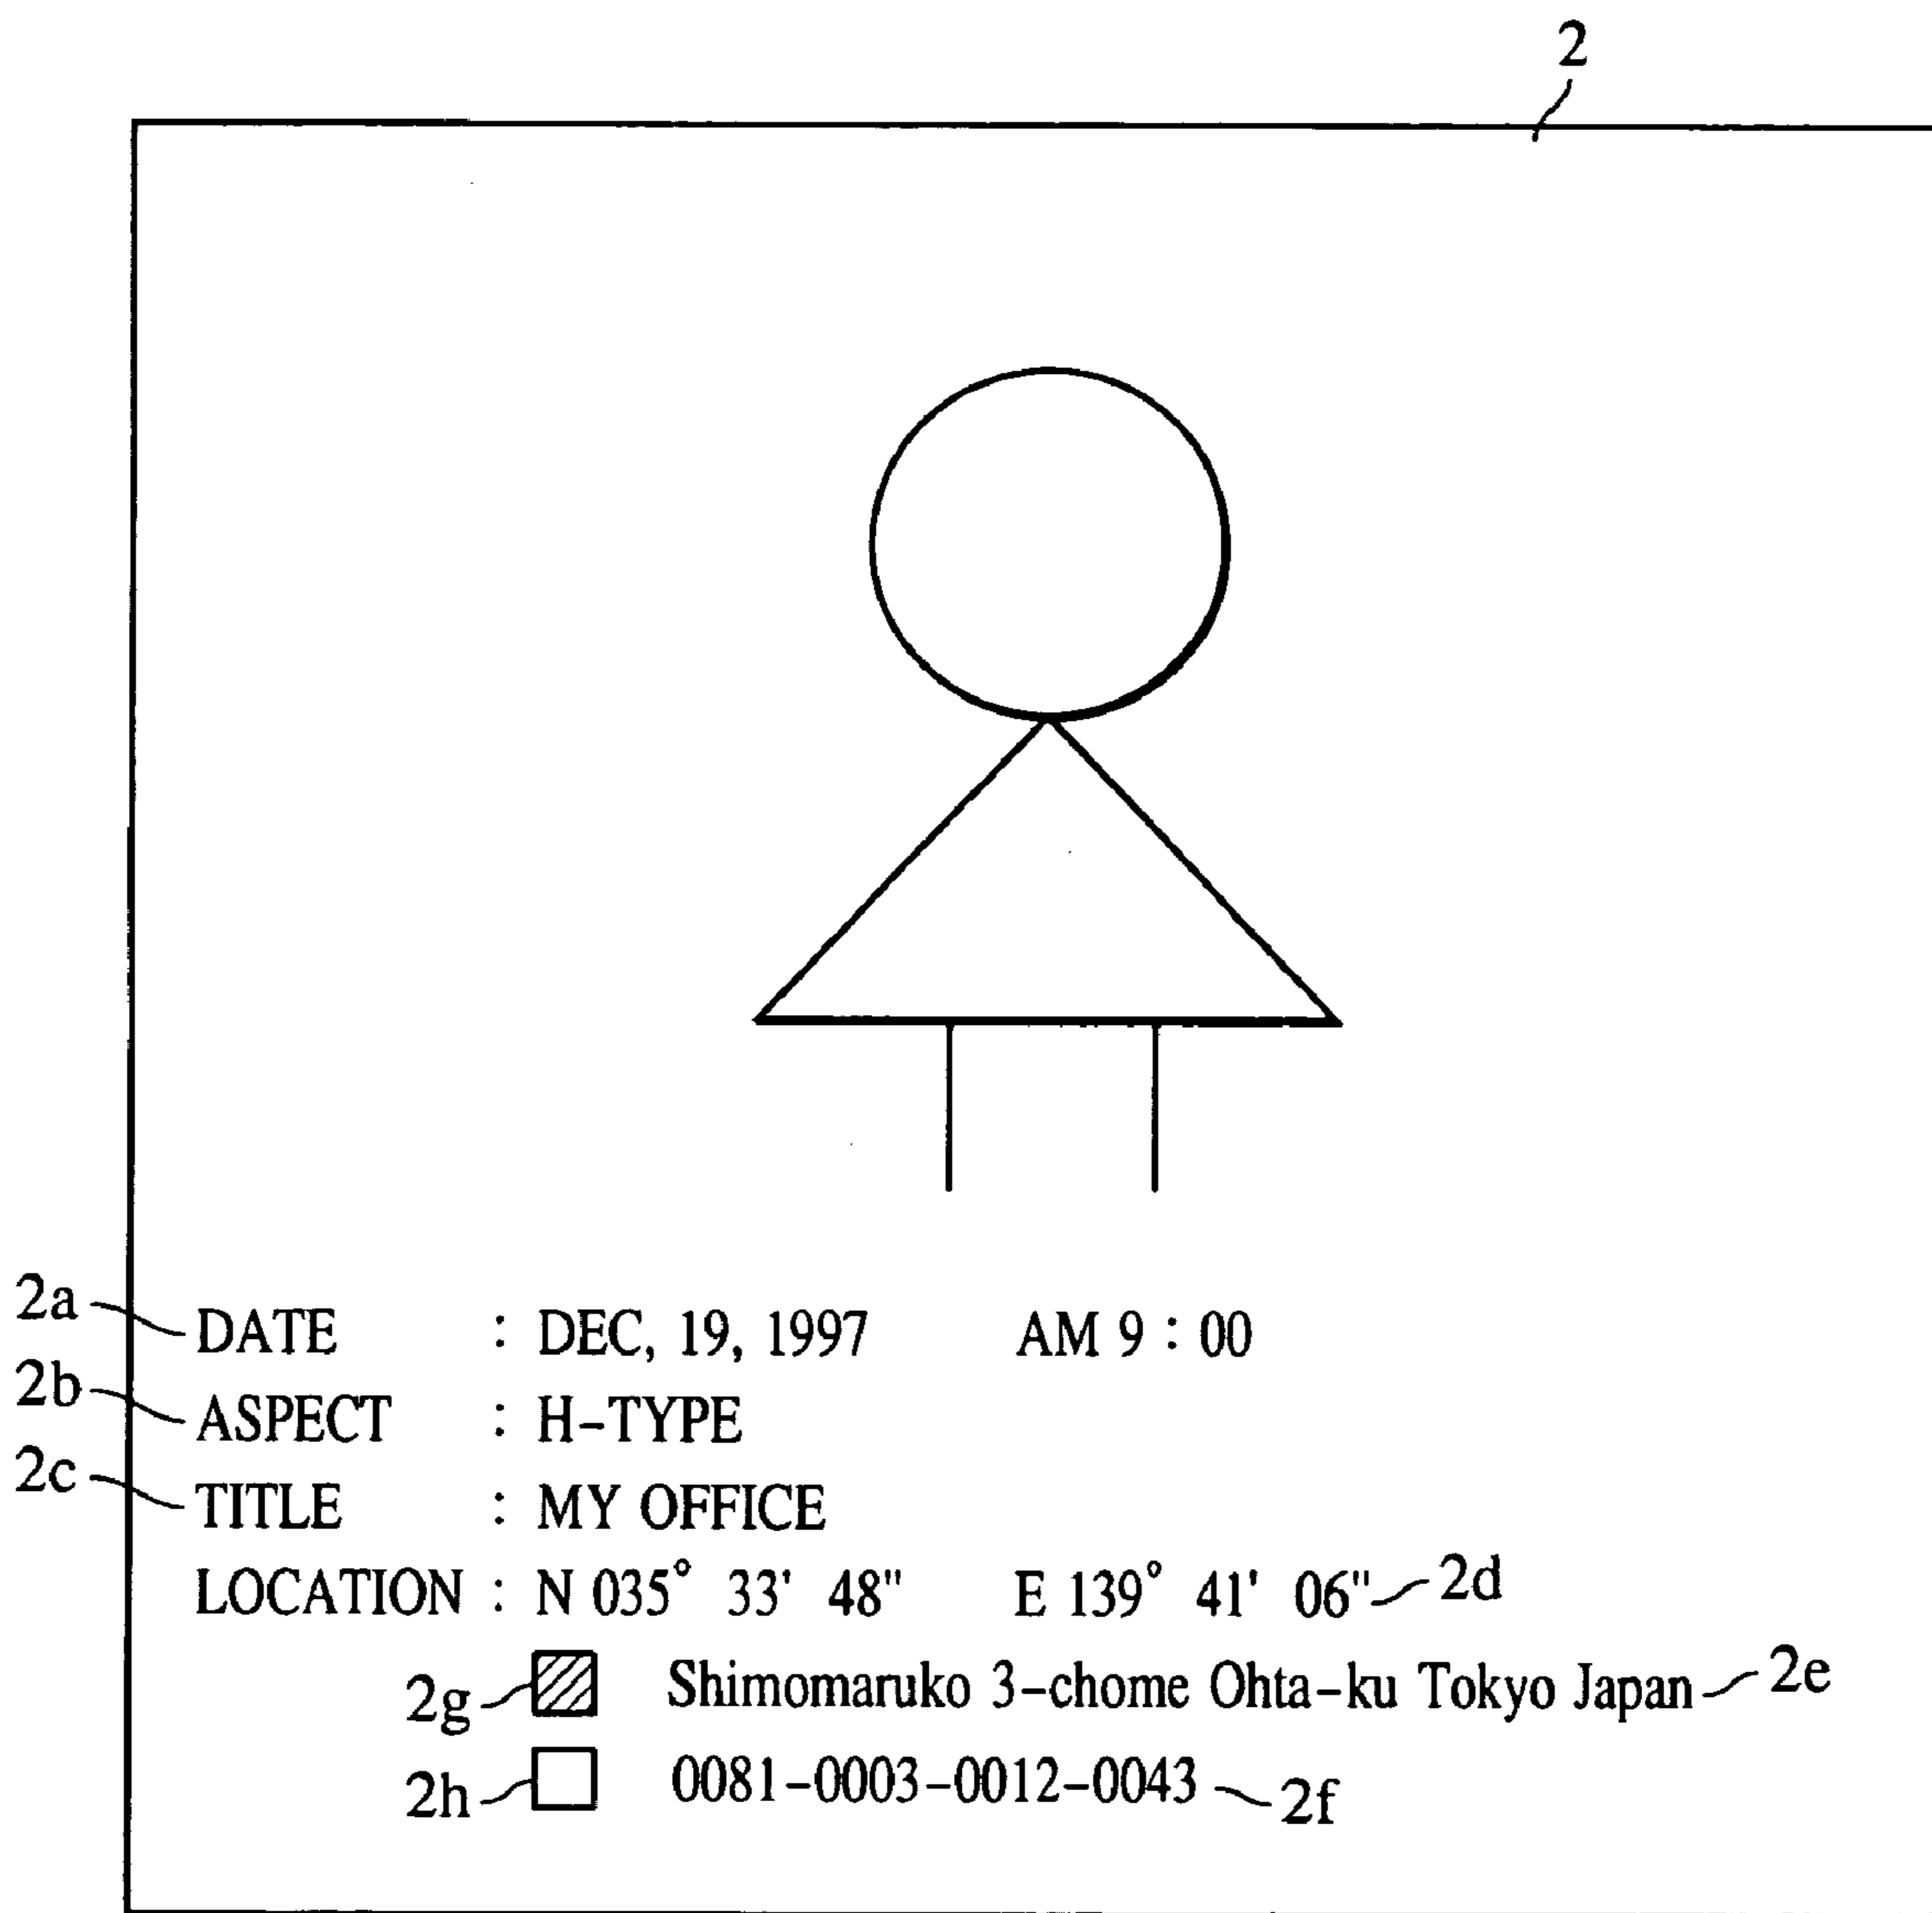 2
2a DATE : DEC, 19, 1997 AM 9 : 00
2b ASPECT : H-TYPE
2c TITLE : MY OFFICE
LOCATION : N 035° 33' 48" E 139° 41' 06" 2d
2g Shimomaruko 3-chome Ohta-ku Tokyo Japan 2e
2h 0081-0003-0012-0043 2f